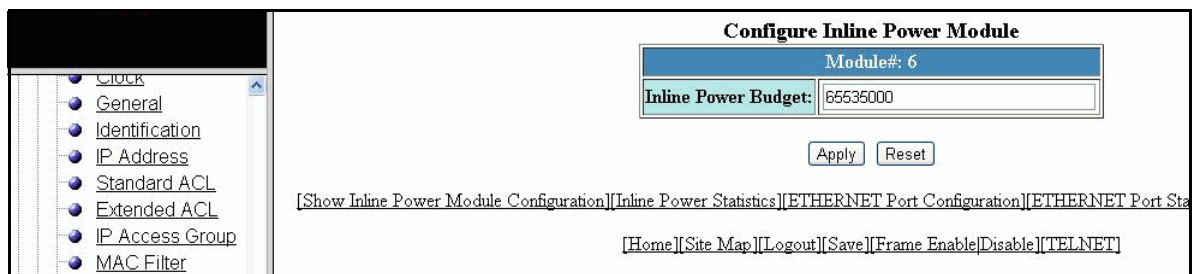 Clock
General
Identification
IP Address
Standard ACL
Extended ACL
IP Access Group
MAC Filter
Configure Inline Power Module
Module#: 6
Inline Power Budget: 65535000
Apply Reset
[Show Inline Power Module Configuration][Inline Power Statistics][ETHERNET Port Configuration][ETHERNET Port Sta
[Home][Site Map][Logout][Save][Frame Enable|Disable][TELNET]